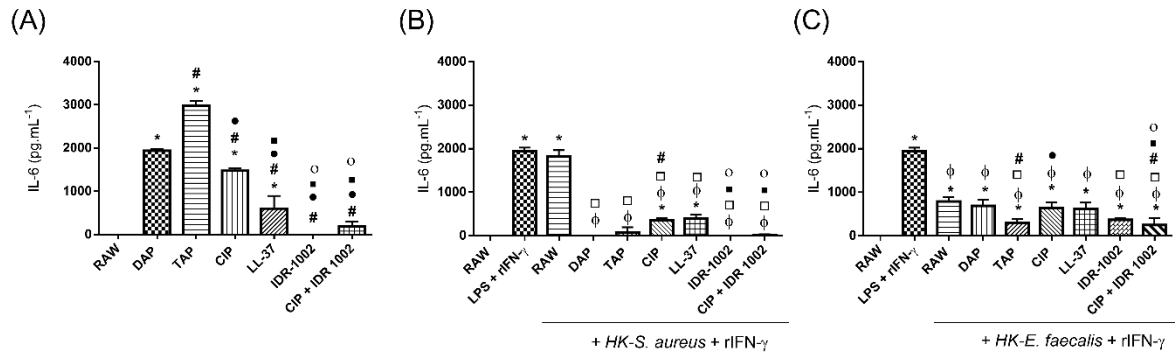 (A)
IL-6 (pg.mL-1)
4000
3000
2000
1000
0
*
#
*
●
#
*
■
●
#
*
○
■
●
#
○
■
●
#
RAW
DAP
TAP
CIP
LL-37
IDR-1002
CIP + IDR 1002
(B)
IL-6 (pg.mL-1)
4000
3000
2000
1000
0
*
*
□
ϕ
□
ϕ
#
□
ϕ
*
□
ϕ
*
○
■
□
ϕ
○
■
□
ϕ
RAW
LPS + rIFN-γ
RAW
DAP
TAP
CIP
LL-37
IDR-1002
CIP + IDR 1002
+ HK-S. aureus + rIFN-γ
(C)
IL-6 (pg.mL-1)
4000
3000
2000
1000
0
*
ϕ
*
ϕ
*
#
□
ϕ
*
●
ϕ
*
ϕ
*
□
ϕ
*
○
■
#
□
ϕ
*
RAW
LPS + rIFN-γ
RAW
DAP
TAP
CIP
LL-37
IDR-1002
CIP + IDR 1002
+ HK-E. faecalis + rIFN-γ